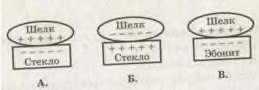 Шелк
+ + + + +
– – – – –
Стекло
А.
Шелк
– – – – –
+ + + + +
Стекло
Б.
Шелк
+ + + + +
– – – – –
Эбонит
В.